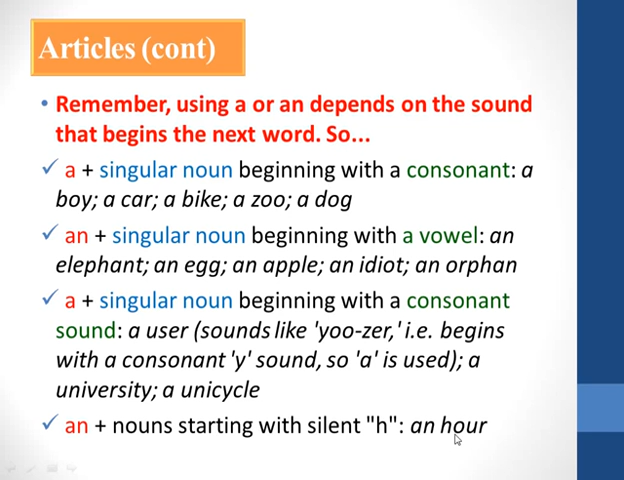 Articles (cont)
• Remember, using a or an depends on the sound
that begins the next word. So...
✓ a + singular noun beginning with a consonant: a
boy; a car; a bike; a zoo; a dog
✓ an + singular noun beginning with a vowel: an
elephant; an egg; an apple; an idiot; an orphan
✓ a + singular noun beginning with a consonant
sound: a user (sounds like 'yoo-zer,' i.e. begins
with a consonant 'y' sound, so 'a' is used); a
university; a unicycle
✓ an + nouns starting with silent "h": an hour